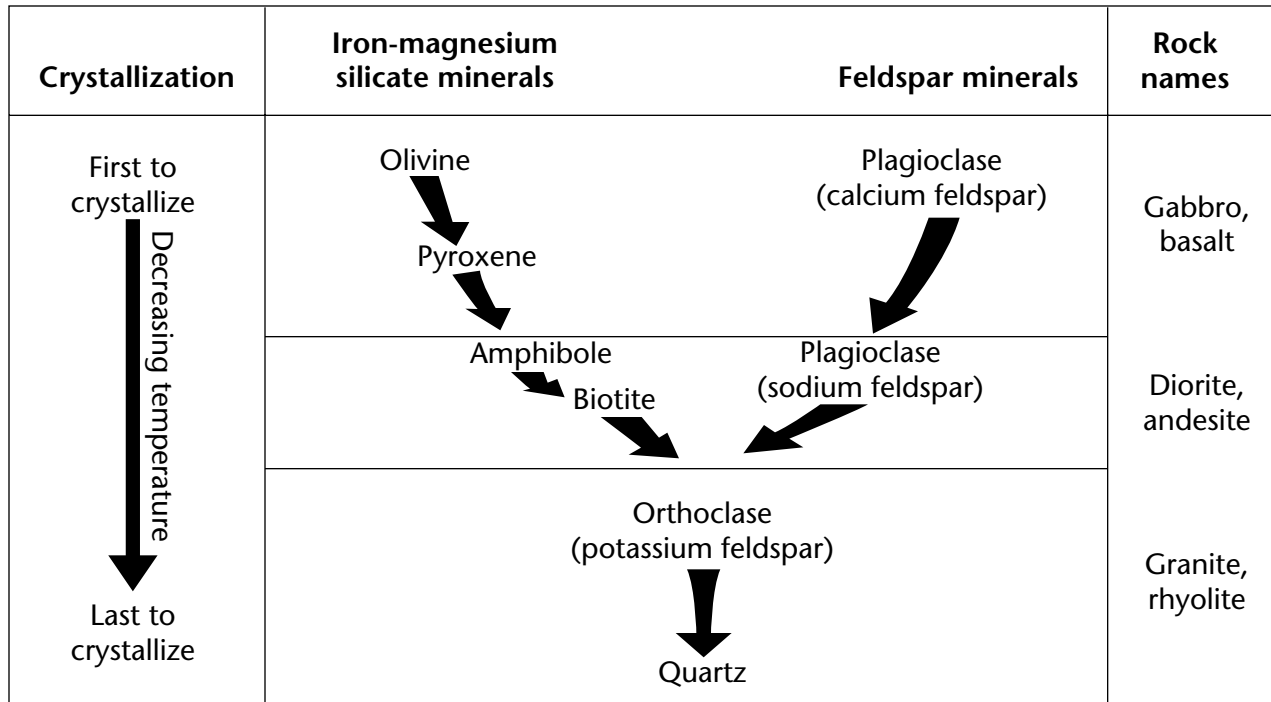 Crystallization
Iron-magnesium
silicate minerals
Feldspar minerals
Rock
names
First to
crystallize
Decreasing temperature
Last to
crystallize
Olivine
Pyroxene
Plagioclase
(calcium feldspar)
Gabbro,
basalt
Amphibole
Biotite
Plagioclase
(sodium feldspar)
Diorite,
andesite
Orthoclase
(potassium feldspar)
Quartz
Granite,
rhyolite